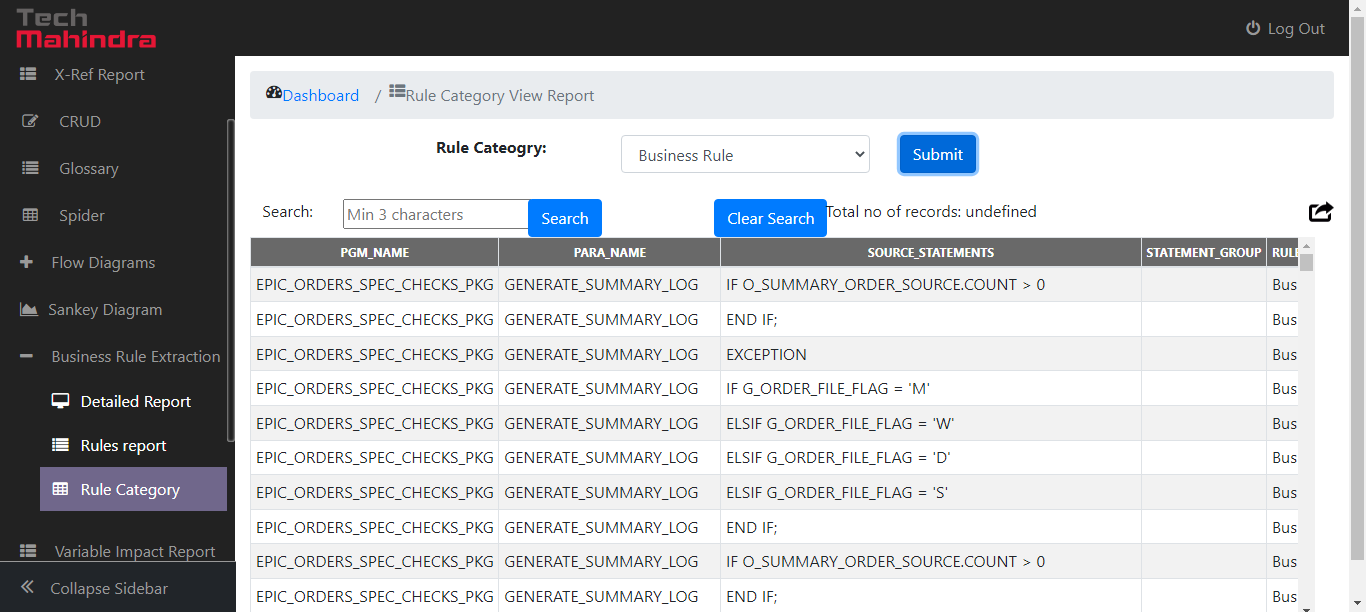 Tech
Mahindra
Log Out
X-Ref Report
CRUD
Glossary
Spider
Flow Diagrams
Sankey Diagram
Business Rule Extraction
Detailed Report
Rules report
Rule Category
Variable Impact Report
Collapse Sidebar
Dashboard / Rule Category View Report
Rule Cateogry: Business Rule Submit
Search: Min 3 characters Search Clear Search Total no of records: undefined
PGM_NAME PARA_NAME SOURCE_STATEMENTS STATEMENT_GROUP RULE
EPIC_ORDERS_SPEC_CHECKS_PKG GENERATE_SUMMARY_LOG IF O_SUMMARY_ORDER_SOURCE.COUNT > 0 Bus
EPIC_ORDERS_SPEC_CHECKS_PKG GENERATE_SUMMARY_LOG END IF; Bus
EPIC_ORDERS_SPEC_CHECKS_PKG GENERATE_SUMMARY_LOG EXCEPTION Bus
EPIC_ORDERS_SPEC_CHECKS_PKG GENERATE_SUMMARY_LOG IF G_ORDER_FILE_FLAG = 'M' Bus
EPIC_ORDERS_SPEC_CHECKS_PKG GENERATE_SUMMARY_LOG ELSIF G_ORDER_FILE_FLAG = 'W' Bus
EPIC_ORDERS_SPEC_CHECKS_PKG GENERATE_SUMMARY_LOG ELSIF G_ORDER_FILE_FLAG = 'D' Bus
EPIC_ORDERS_SPEC_CHECKS_PKG GENERATE_SUMMARY_LOG ELSIF G_ORDER_FILE_FLAG = 'S' Bus
EPIC_ORDERS_SPEC_CHECKS_PKG GENERATE_SUMMARY_LOG END IF; Bus
EPIC_ORDERS_SPEC_CHECKS_PKG GENERATE_SUMMARY_LOG IF O_SUMMARY_ORDER_SOURCE.COUNT > 0 Bus
EPIC_ORDERS_SPEC_CHECKS_PKG GENERATE_SUMMARY_LOG END IF; Bus